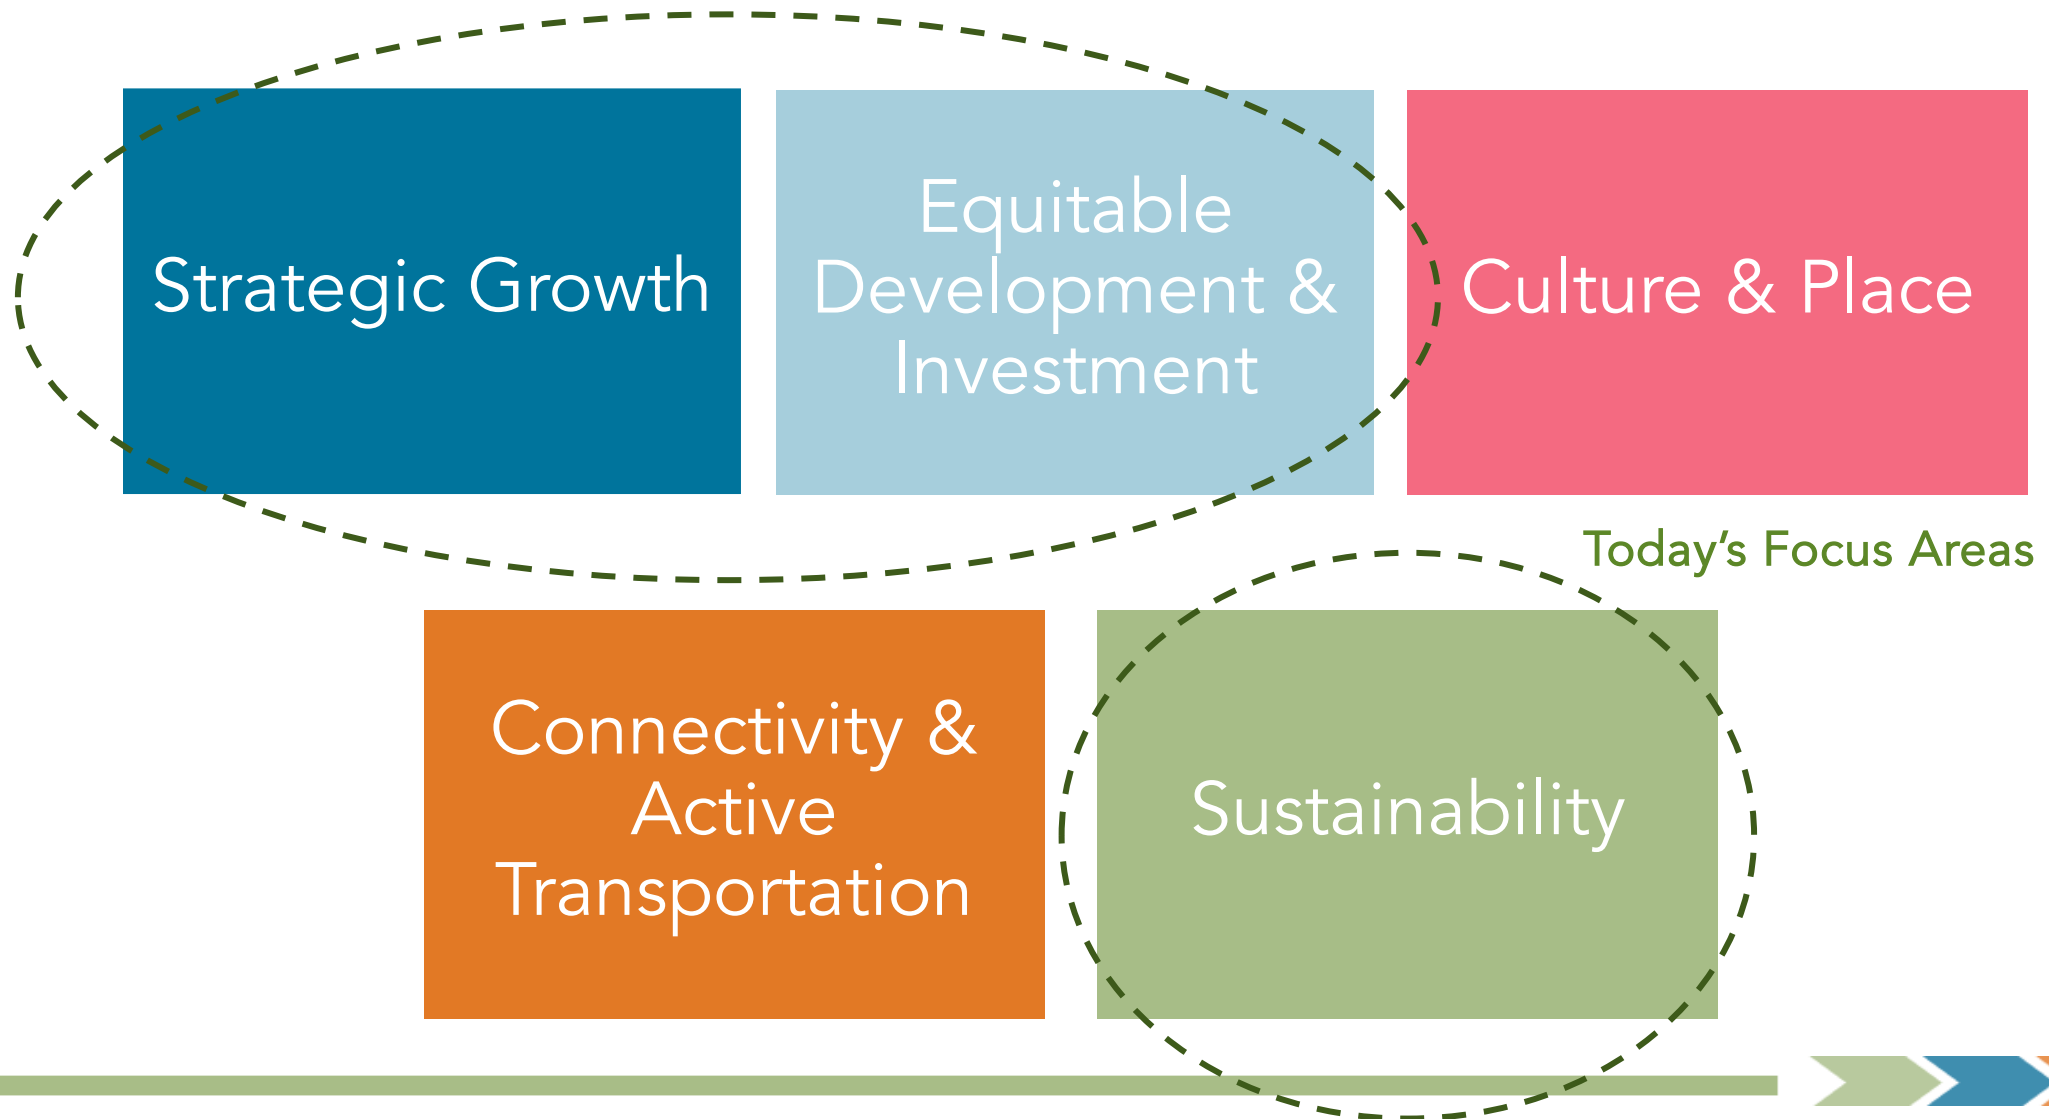 Strategic Growth
Equitable
Development &
Investment
Culture & Place
Today’s Focus Areas
Connectivity &
Active
Transportation
Sustainability